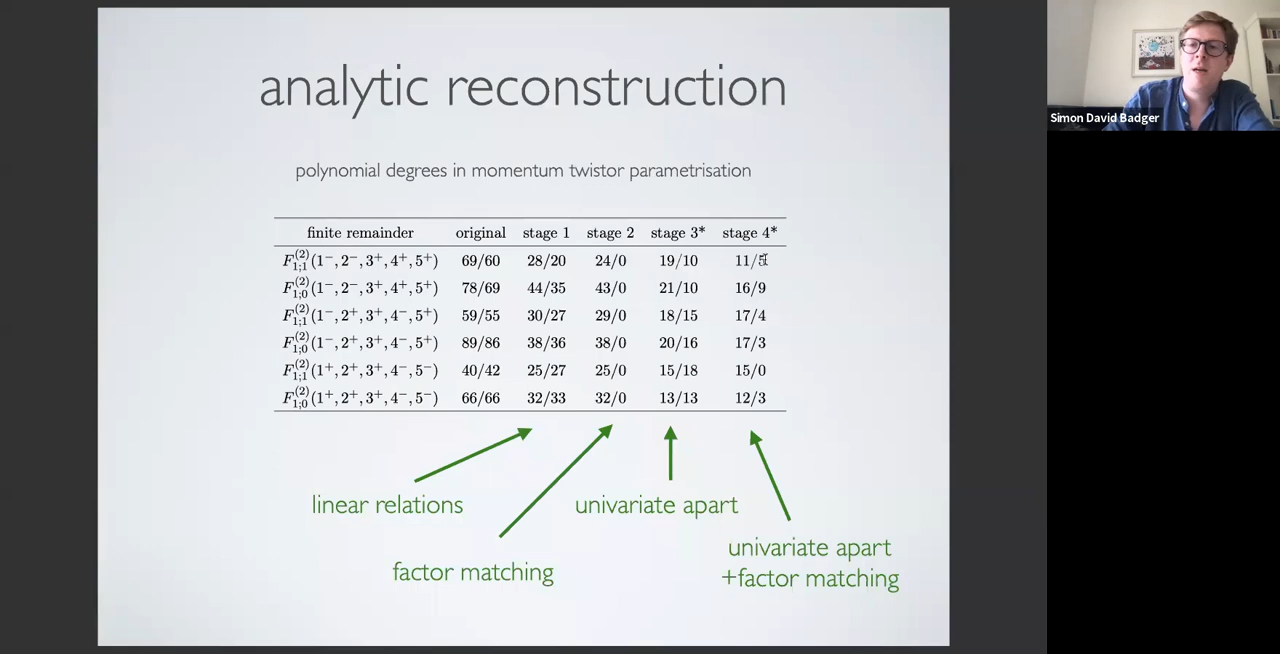 analytic reconstruction
polynomial degrees in momentum twistor parametrisation
finite remainder original stage 1 stage 2 stage 3* stage 4*
F^{(2)}_{1;1}(1^-, 2^-, 3^+, 4^+, 5^+) 69/60 28/20 24/0 19/10 11/5
F^{(2)}_{1;0}(1^-, 2^-, 3^+, 4^+, 5^+) 78/69 44/35 43/0 21/10 16/9
F^{(2)}_{1;1}(1^-, 2^+, 3^+, 4^-, 5^+) 59/55 30/27 29/0 18/15 17/4
F^{(2)}_{1;0}(1^-, 2^+, 3^+, 4^-, 5^+) 89/86 38/36 38/0 20/16 17/3
F^{(2)}_{1;1}(1^+, 2^+, 3^+, 4^-, 5^-) 40/42 25/27 25/0 15/18 15/0
F^{(2)}_{1;0}(1^+, 2^+, 3^+, 4^-, 5^-) 66/66 32/33 32/0 13/13 12/3
linear relations
univariate apart
factor matching
univariate apart
+factor matching
Simon David Badger